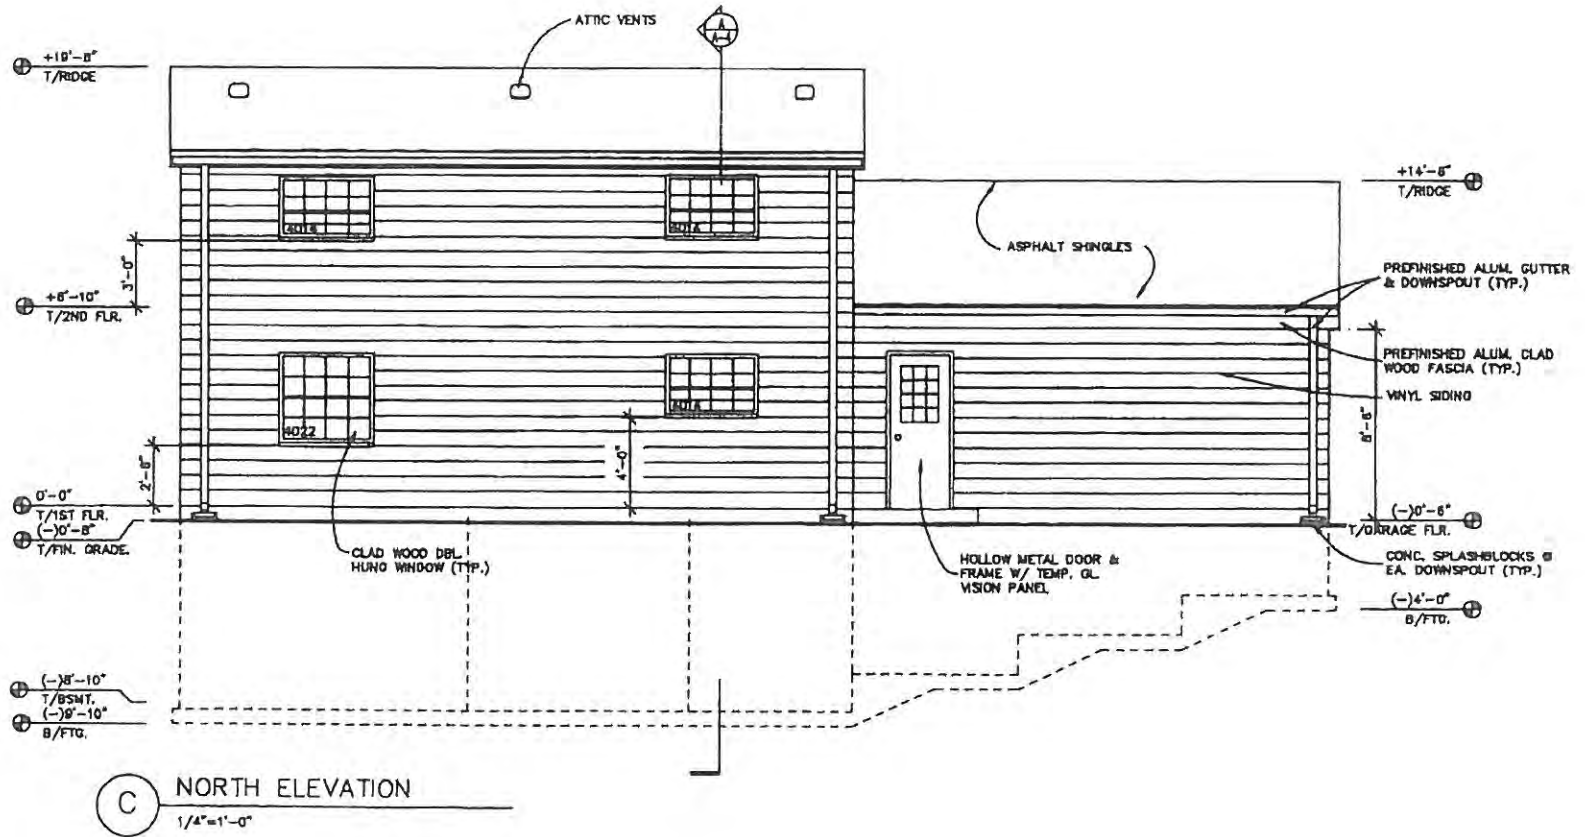 ATTIC VENTS
A
A-4
+19'-8"
T/RIDGE
+14'-8"
T/RIDGE
ASPHALT SHINGLES
4014
4014
PREFINISHED ALUM. GUTTER
& DOWNSPOUT (TYP.)
3'-0"
+8'-10"
T/2ND FLR.
PREFINISHED ALUM. CLAD
WOOD FASCIA (TYP.)
VINYL SIDING
4022
4014
2'-8"
4'-0"
8'-6"
0'-0"
T/1ST FLR.
(-)0'-8"
T/FIN. GRADE.
(-)0'-6"
T/GARAGE FLR.
CLAD WOOD DBL.
HUNG WINDOW (TYP.)
HOLLOW METAL DOOR &
FRAME W/ TEMP. GL.
VISION PANEL
CONC. SPLASHBLOCKS @
EA. DOWNSPOUT (TYP.)
(-)4'-0"
B/FTG.
(-)8'-10"
T/BSMT.
(-)9'-10"
B/FTG.
C
NORTH ELEVATION
1/4"=1'-0"